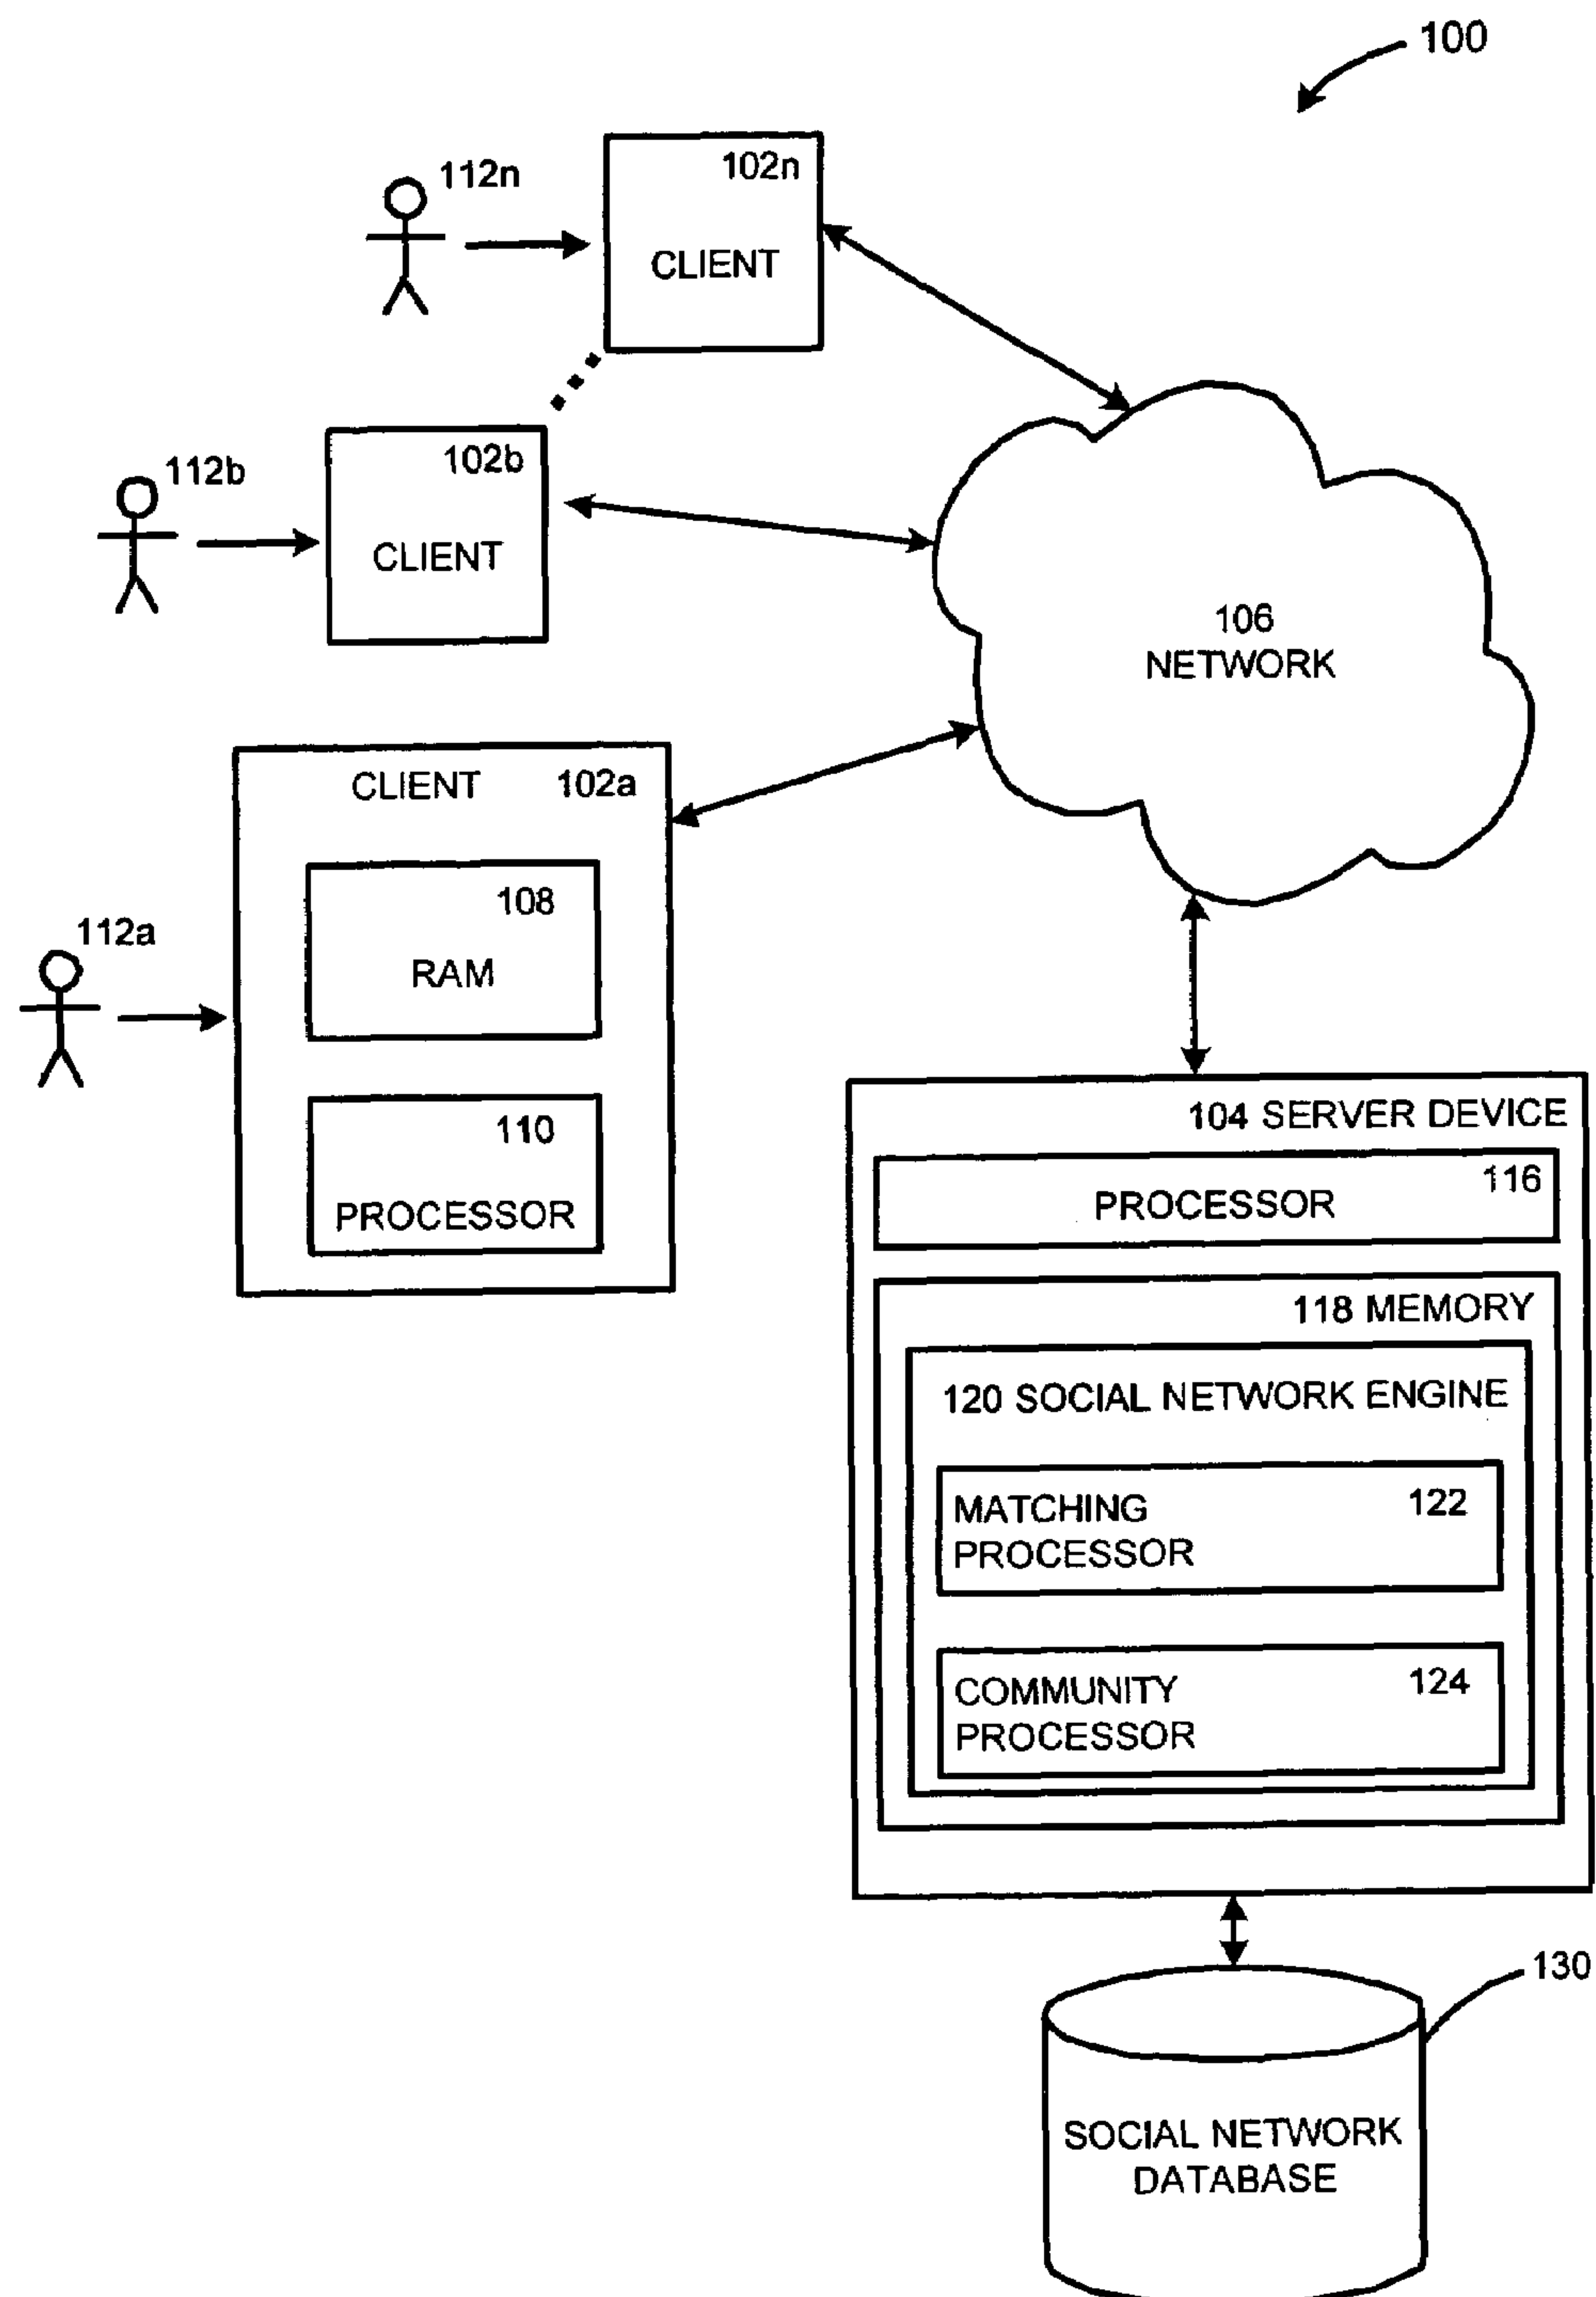 100
112n
102n
CLIENT
112b
102b
CLIENT
106
NETWORK
CLIENT 102a
108
RAM
112a
110
PROCESSOR
104 SERVER DEVICE
116
PROCESSOR
118 MEMORY
120 SOCIAL NETWORK ENGINE
MATCHING 122
PROCESSOR
COMMUNITY 124
PROCESSOR
130
SOCIAL NETWORK
DATABASE